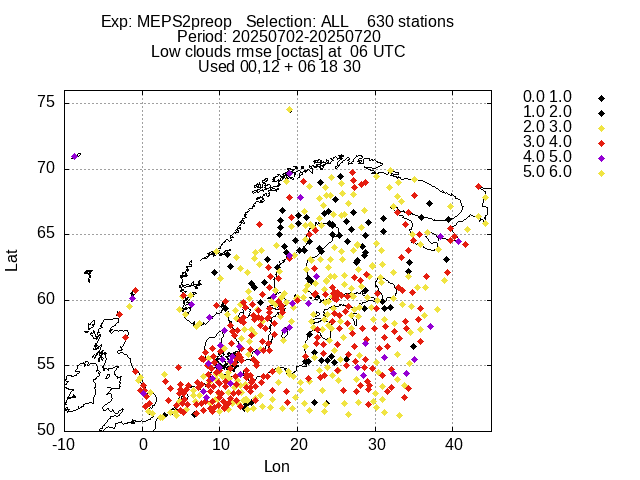 Exp: MEPS2preop   Selection: ALL    630 stations
Period: 20250702-20250720
Low clouds rmse [octas] at  06 UTC
Used 00,12 + 06 18 30
0.0 1.0
1.0 2.0
2.0 3.0
3.0 4.0
4.0 5.0
5.0 6.0
75
70
65
60
55
50
Lat
-10 0 10 20 30 40
Lon